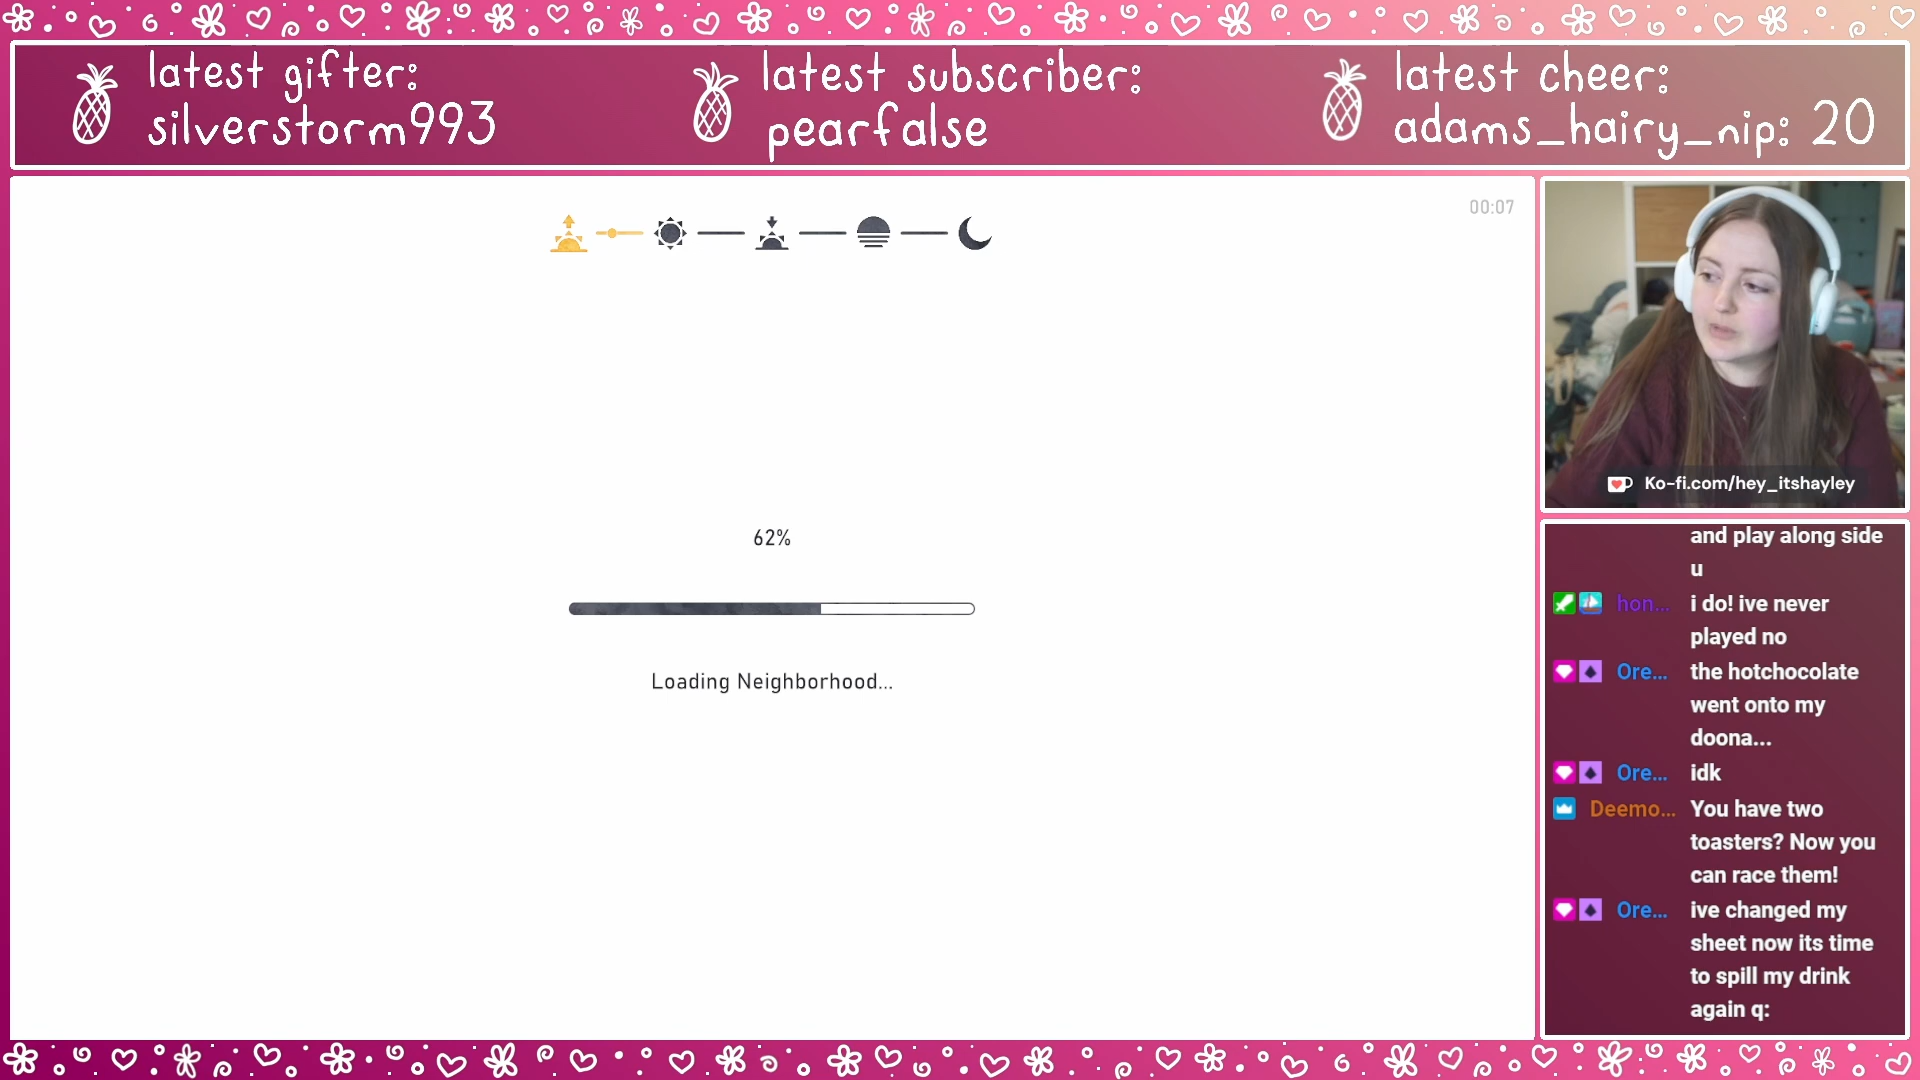 latest gifter:
silverstorm993
latest subscriber:
pearfalse
latest cheer:
adams_hairy_nip: 20
00:07
62%
Loading Neighborhood...
Ko-fi.com/hey_itshayley
and play along side
u
hon... i do! ive never
played no
Ore... the hotchocolate
went onto my
doona...
Ore... idk
Deemo... You have two
toasters? Now you
can race them!
Ore... ive changed my
sheet now its time
to spill my drink
again q: